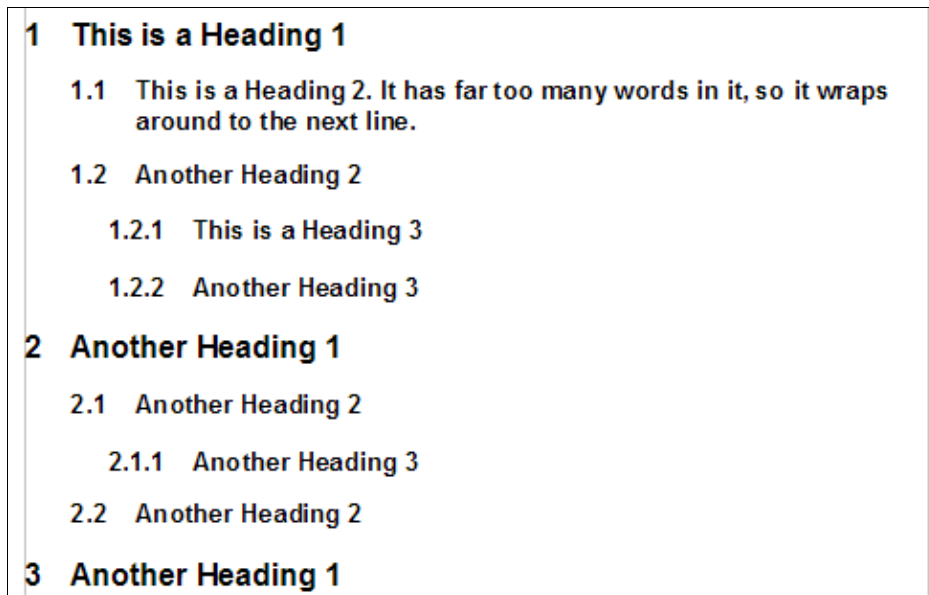 1 This is a Heading 1
1.1 This is a Heading 2. It has far too many words in it, so it wraps
around to the next line.
1.2 Another Heading 2
1.2.1 This is a Heading 3
1.2.2 Another Heading 3
2 Another Heading 1
2.1 Another Heading 2
2.1.1 Another Heading 3
2.2 Another Heading 2
3 Another Heading 1